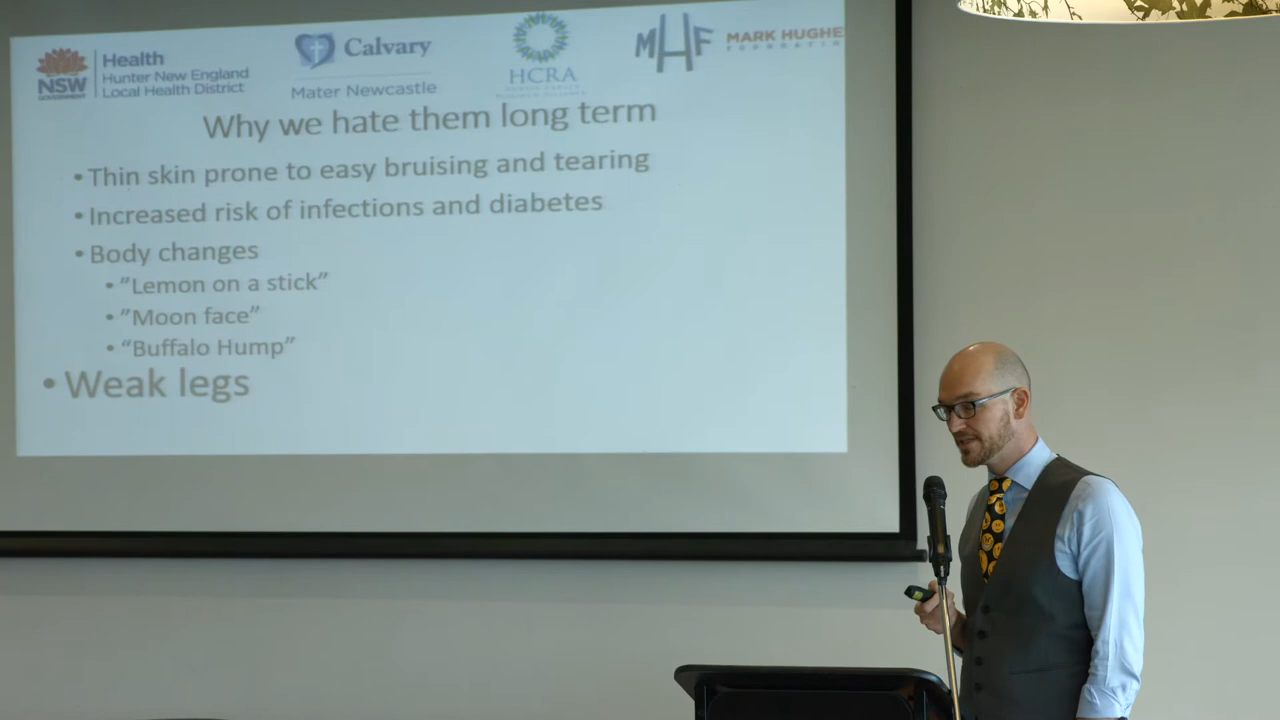 NSW
GOVERNMENT
Health
Hunter New England
Local Health District
Calvary
Mater Newcastle
HCRA
MHF
MARK HUGHE
Why we hate them long term
• Thin skin prone to easy bruising and tearing
• Increased risk of infections and diabetes
• Body changes
• ”Lemon on a stick”
• ”Moon face”
• “Buffalo Hump”
• Weak legs